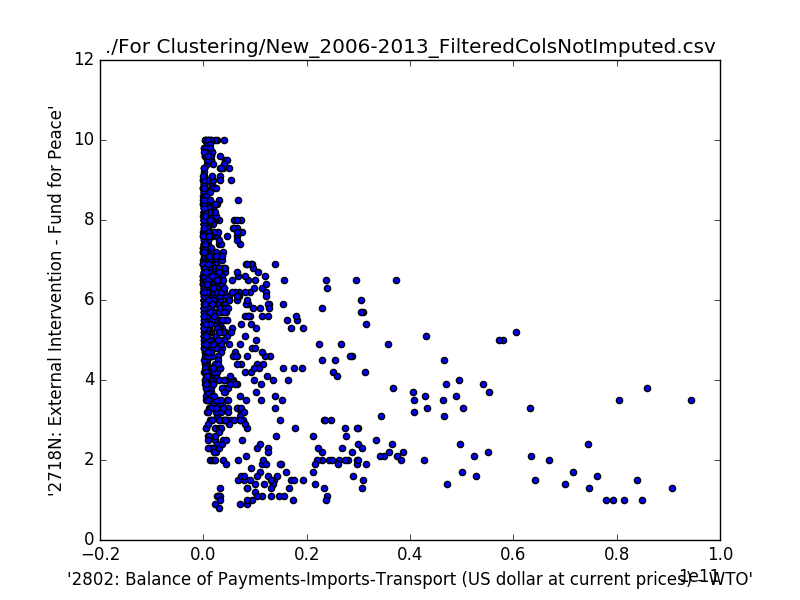 ./For Clustering/New_2006-2013_FilteredColsNotImputed.csv
12
10
8
6
4
2
0
−0.2 0.0 0.2 0.4 0.6 0.8 1.0
1e11
'2718N: External Intervention - Fund for Peace'
'2802: Balance of Payments-Imports-Transport (US dollar at current prices) - WTO'